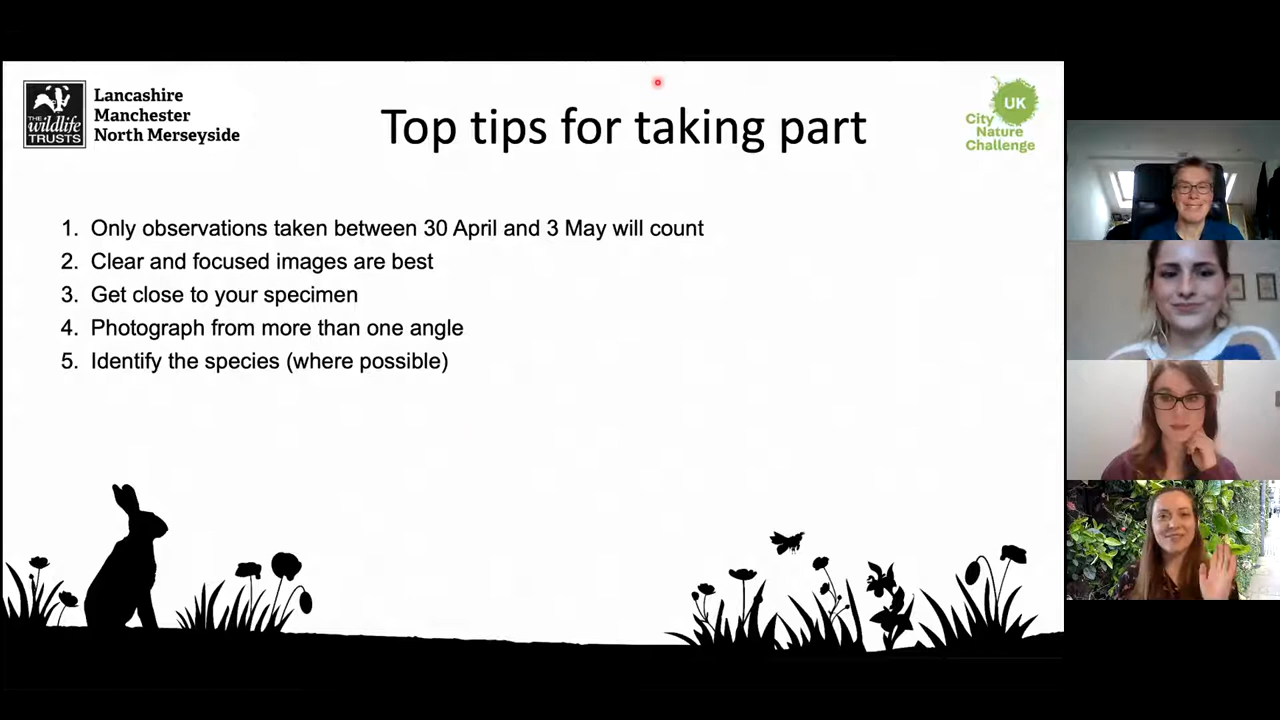 THE
wildlife
TRUSTS
Lancashire
Manchester
North Merseyside
Top tips for taking part
UK
City
Nature
Challenge
1. Only observations taken between 30 April and 3 May will count
2. Clear and focused images are best
3. Get close to your specimen
4. Photograph from more than one angle
5. Identify the species (where possible)